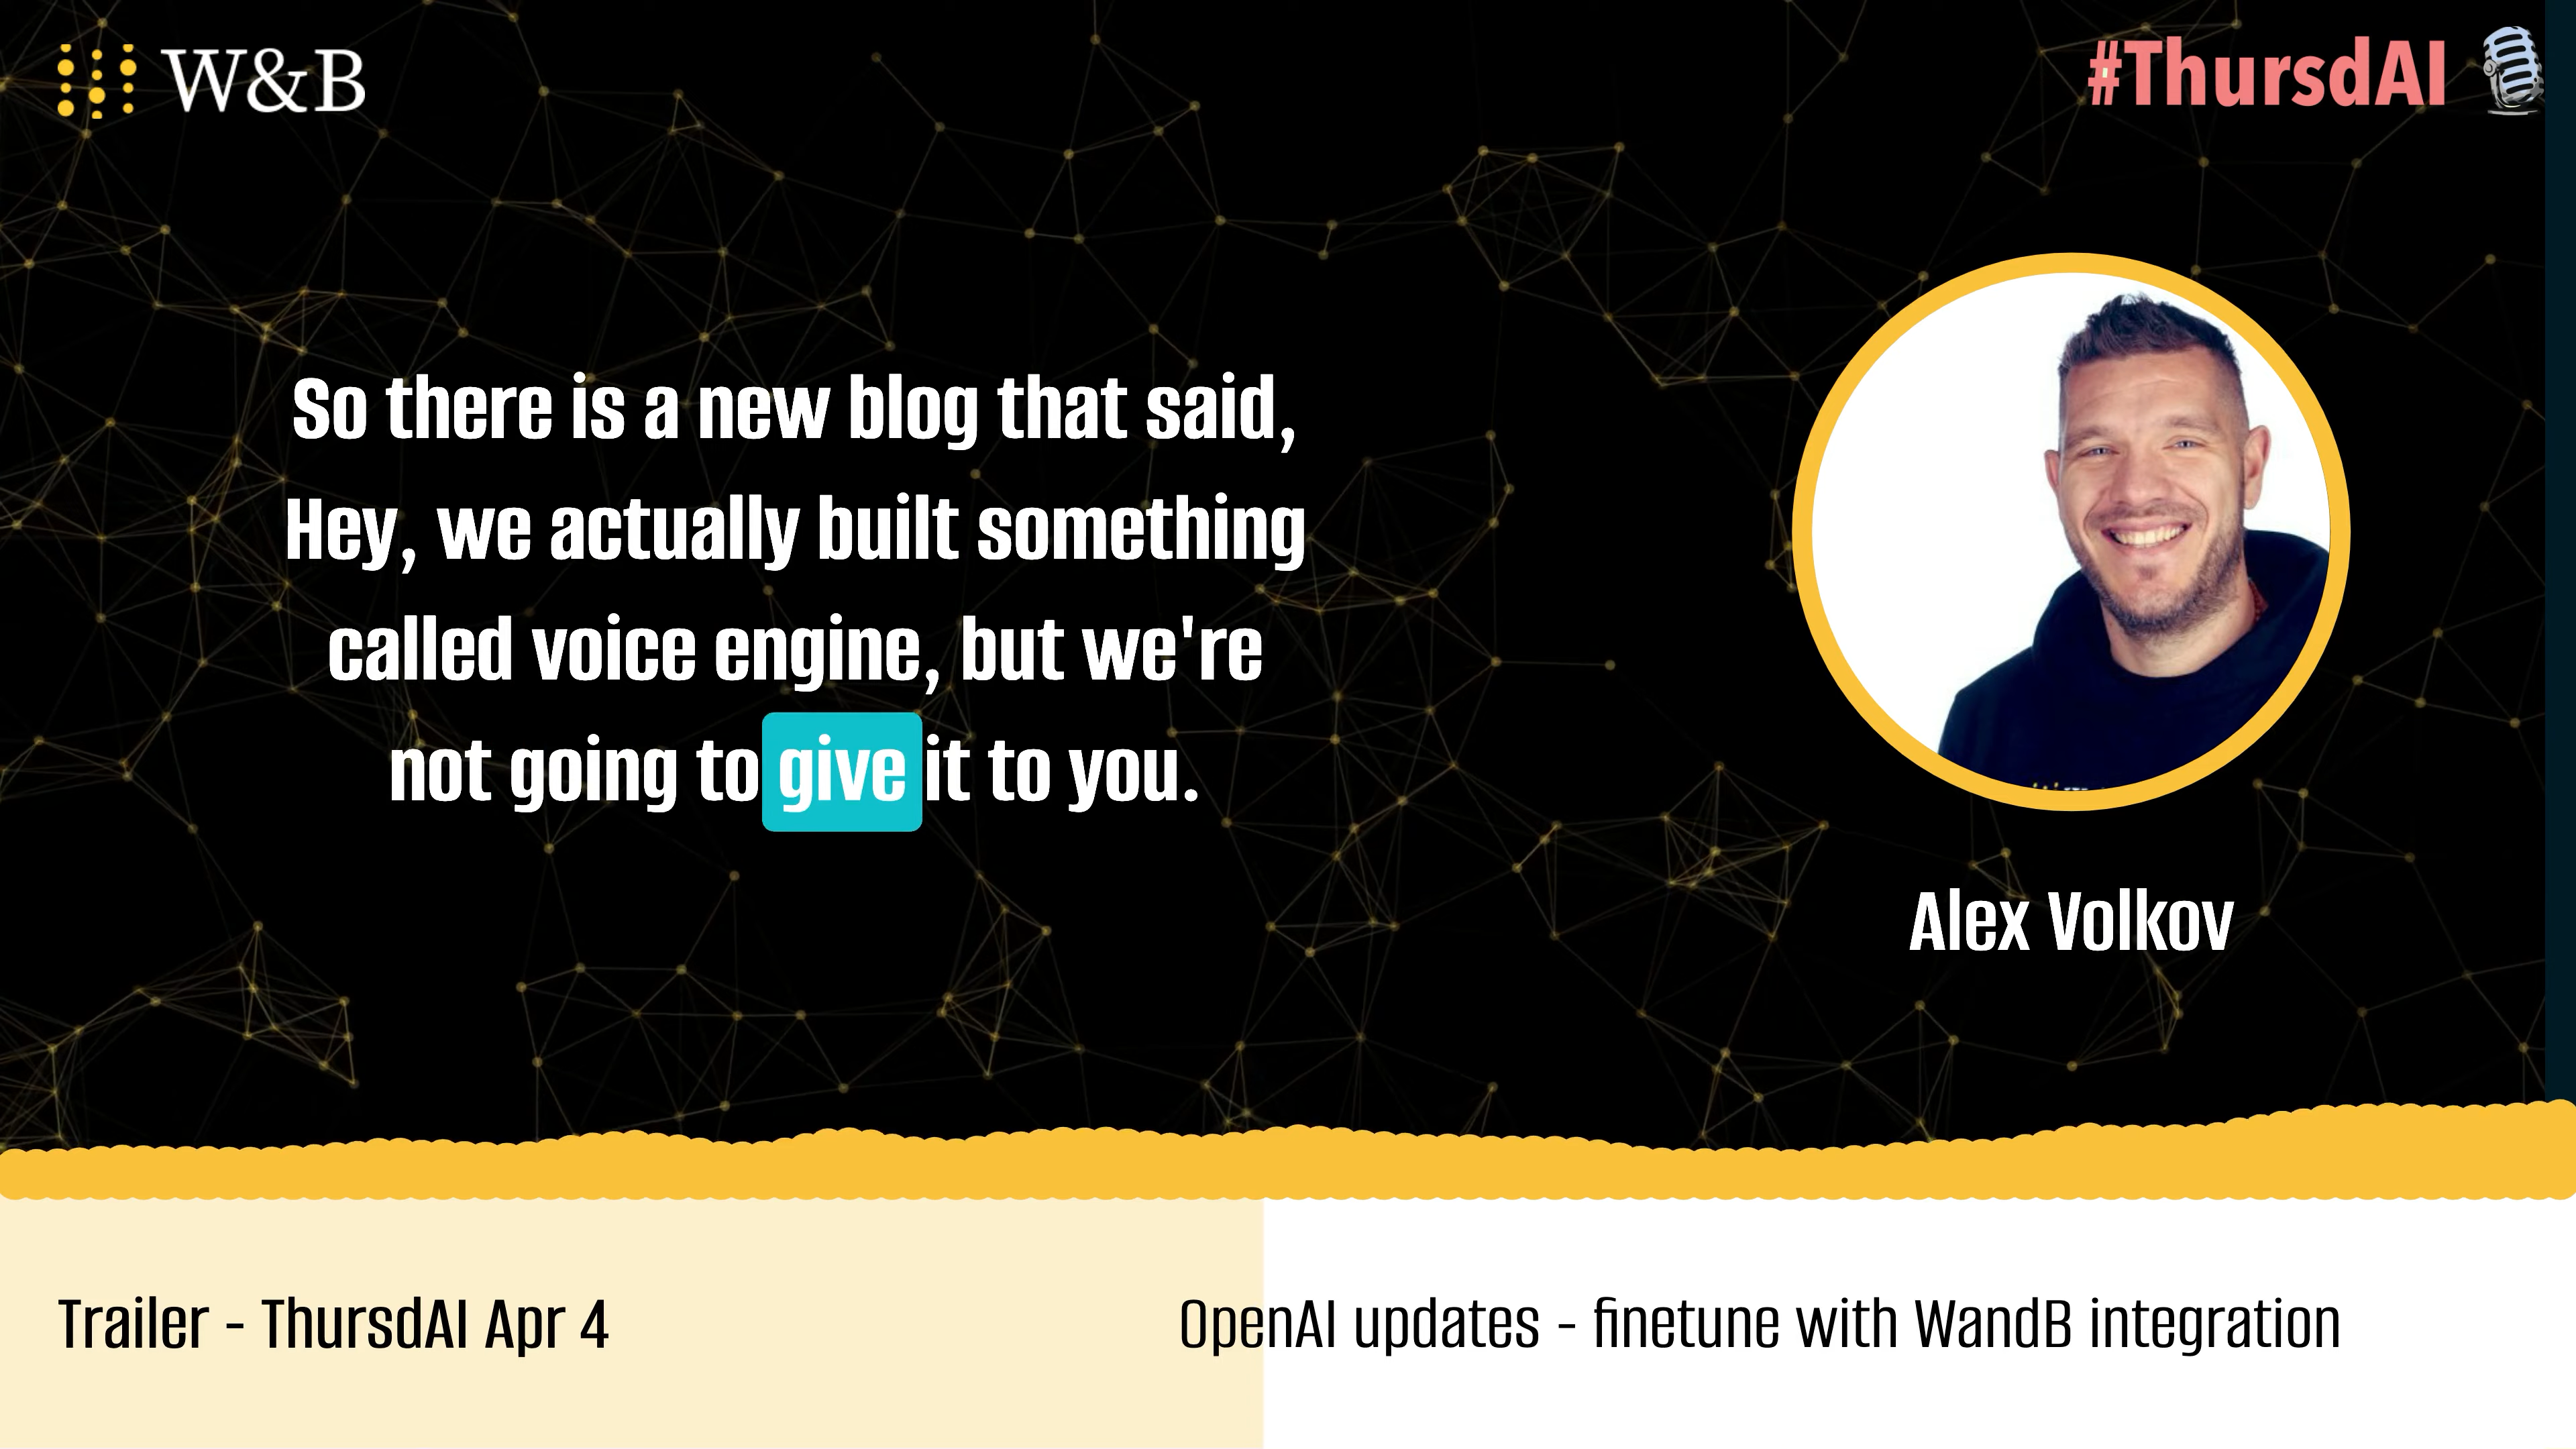 W&B
#ThursdAI
So there is a new blog that said,
Hey, we actually built something
called voice engine, but we're
not going to give it to you.
Alex Volkov
Trailer - ThursdAI Apr 4
OpenAI updates - finetune with WandB integration